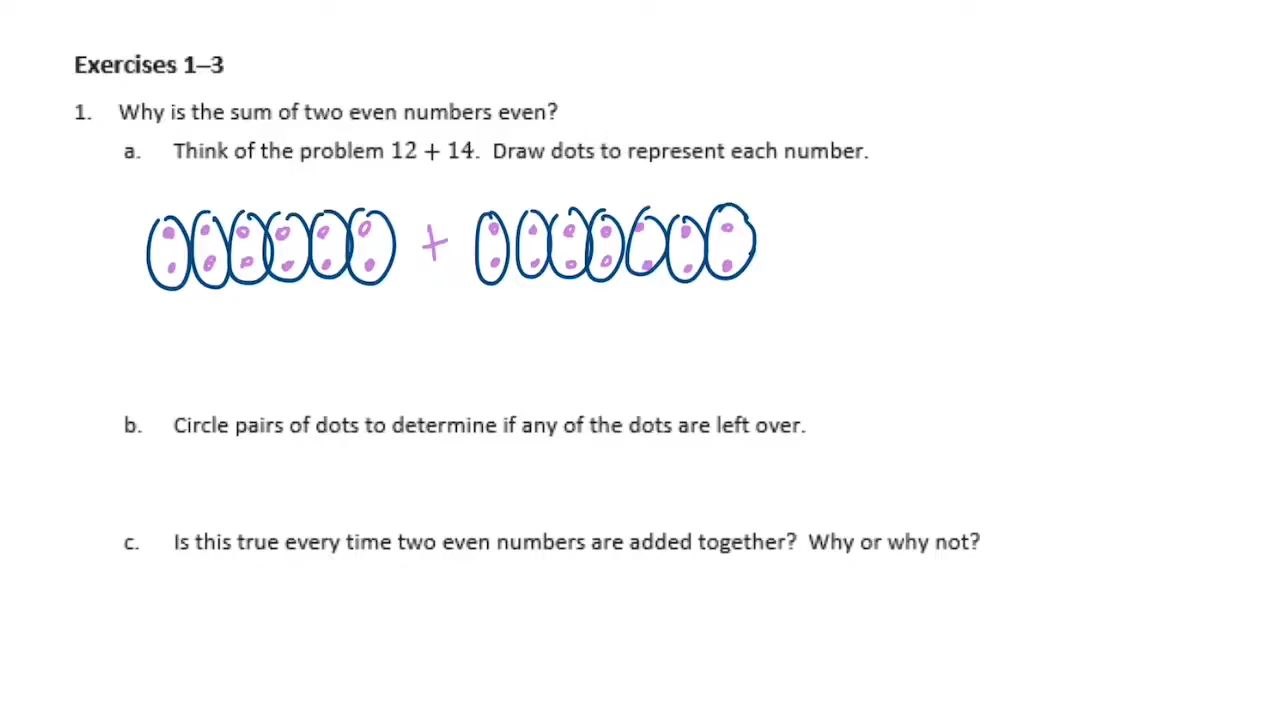 Exercises 1–3
1. Why is the sum of two even numbers even?
a. Think of the problem 12 + 14. Draw dots to represent each number.
+
b. Circle pairs of dots to determine if any of the dots are left over.
c. Is this true every time two even numbers are added together? Why or why not?